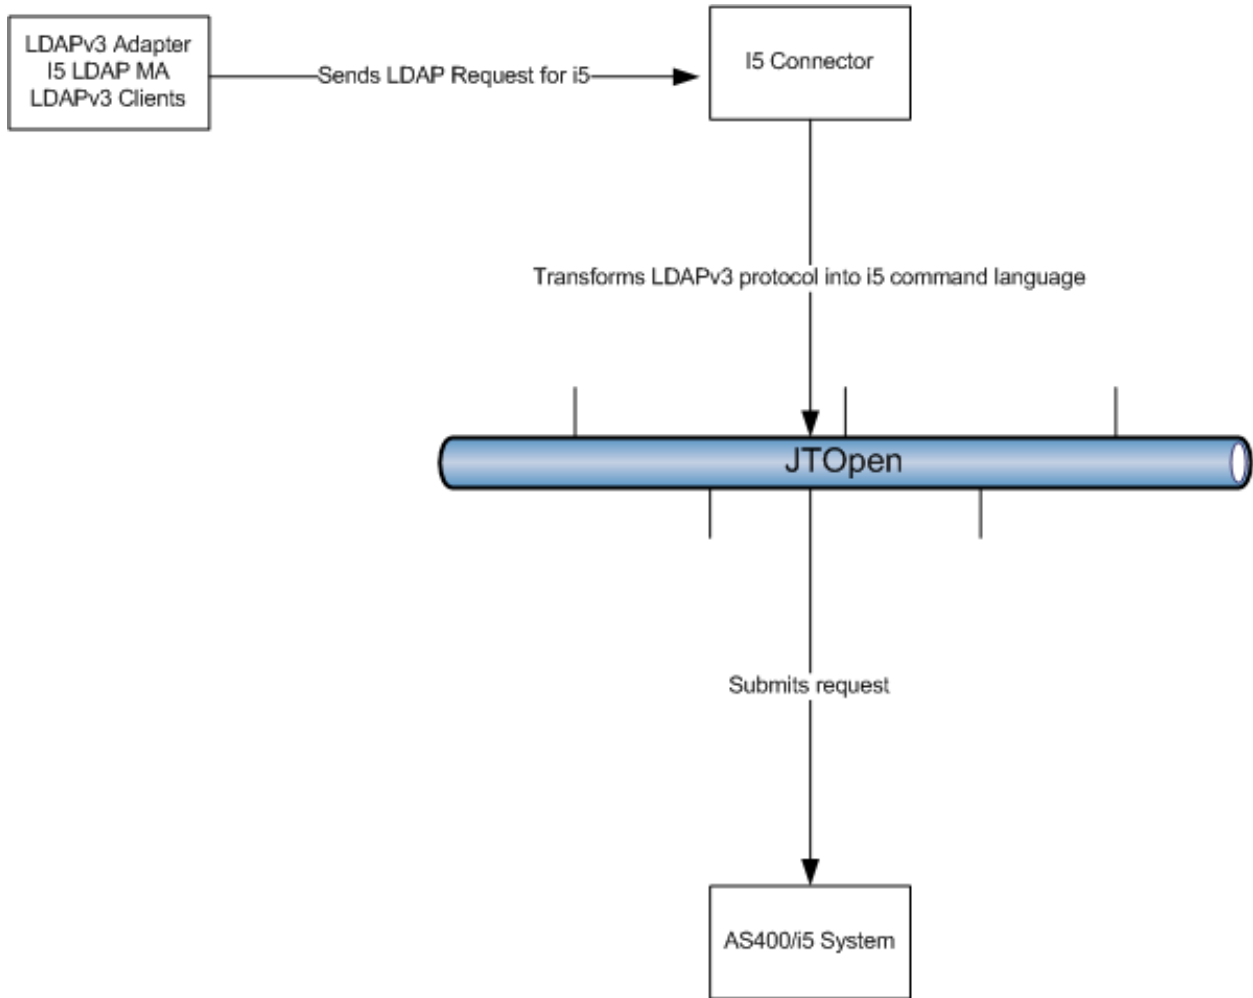 LDAPv3 Adapter
I5 LDAP MA
LDAPv3 Clients
Sends LDAP Request for i5
I5 Connector
Transforms LDAPv3 protocol into i5 command language
JTOpen
Submits request
AS400/i5 System